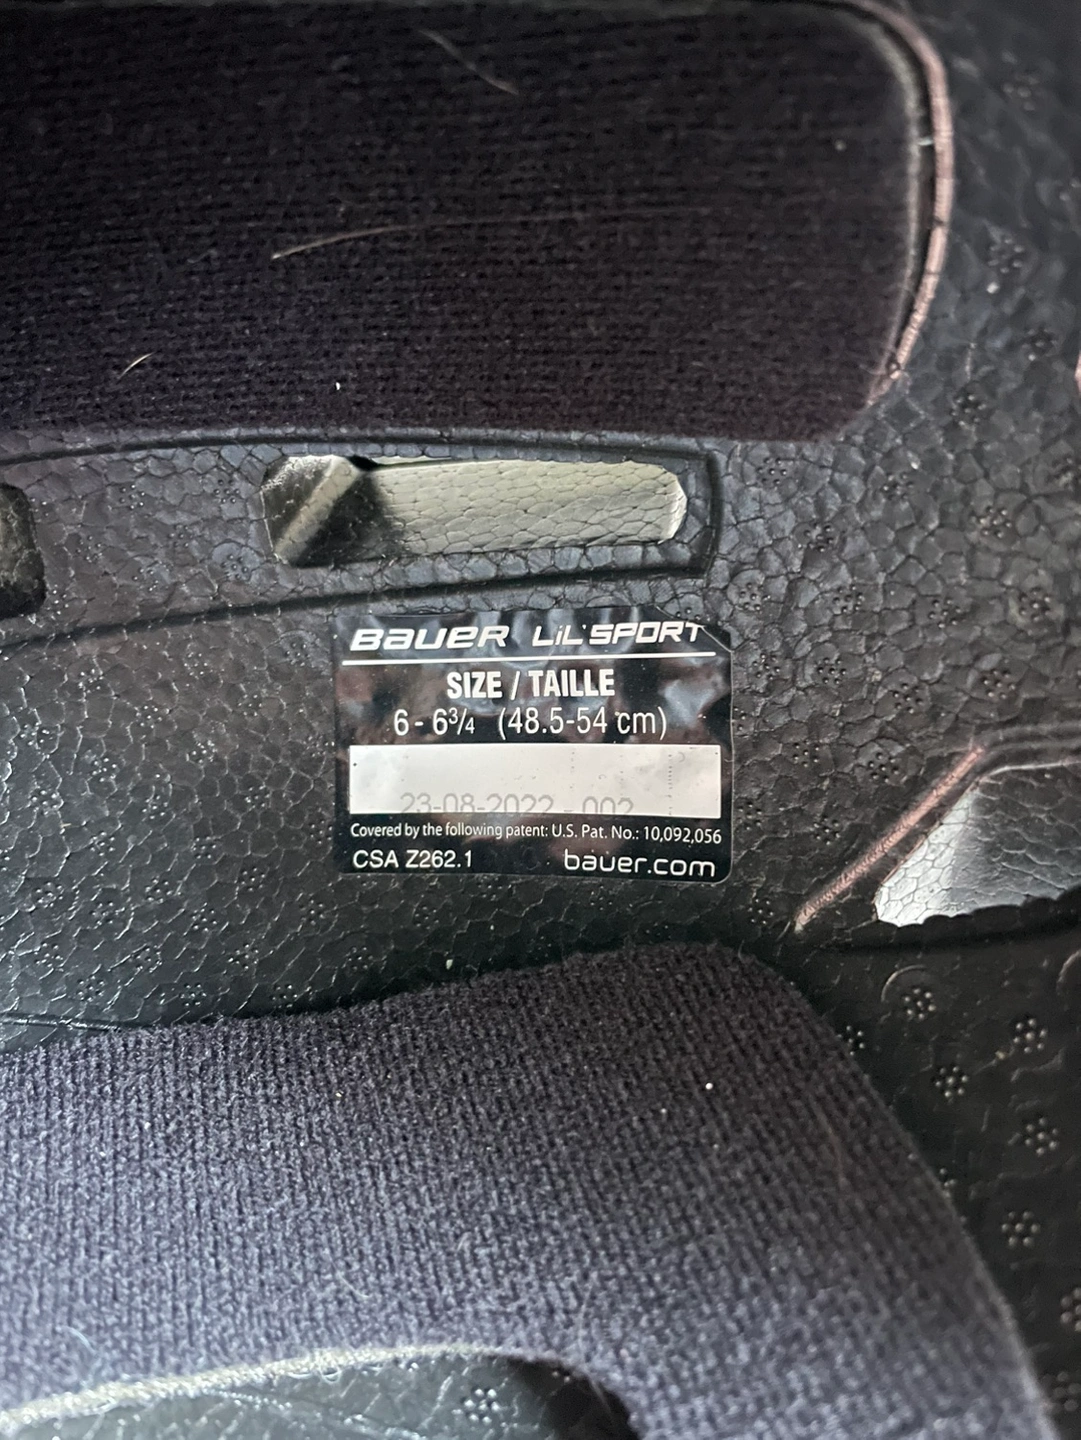 BAUER LIL'SPORT
SIZE / TAILLE
6 - 6¾ (48.5-54 cm)
23-08-2022 - 002
Covered by the following patent: U.S. Pat. No.: 10,092,056
CSA Z262.1 bauer.com